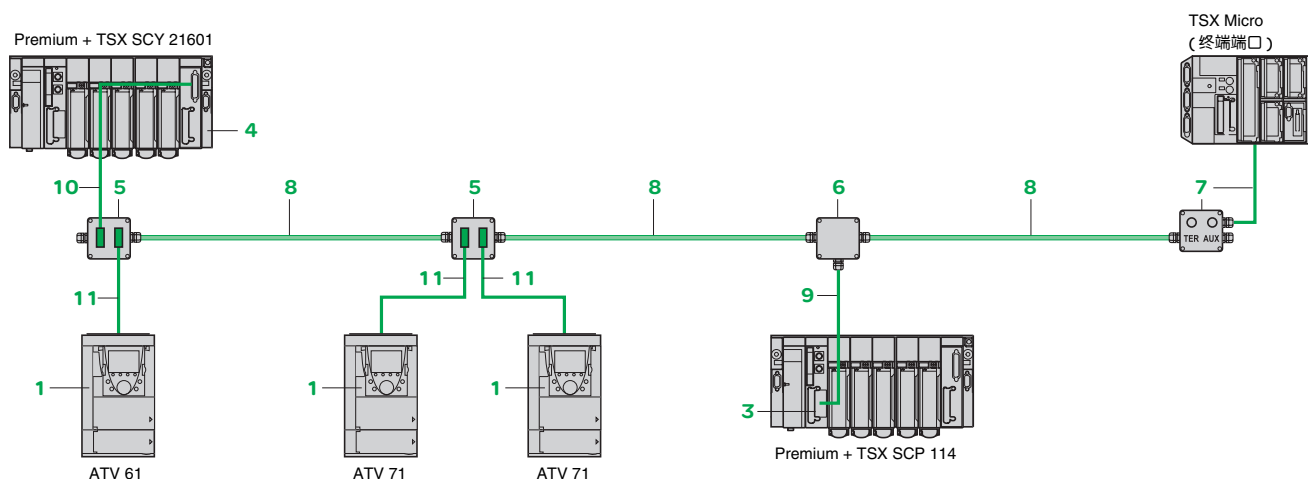 TSX Micro
(终端端口)
Premium + TSX SCY 21601
4
10
5
8
5
8
6
8
7
TER AUX
11
11
11
9
1
1
1
3
ATV 61
ATV 71
ATV 71
Premium + TSX SCP 114